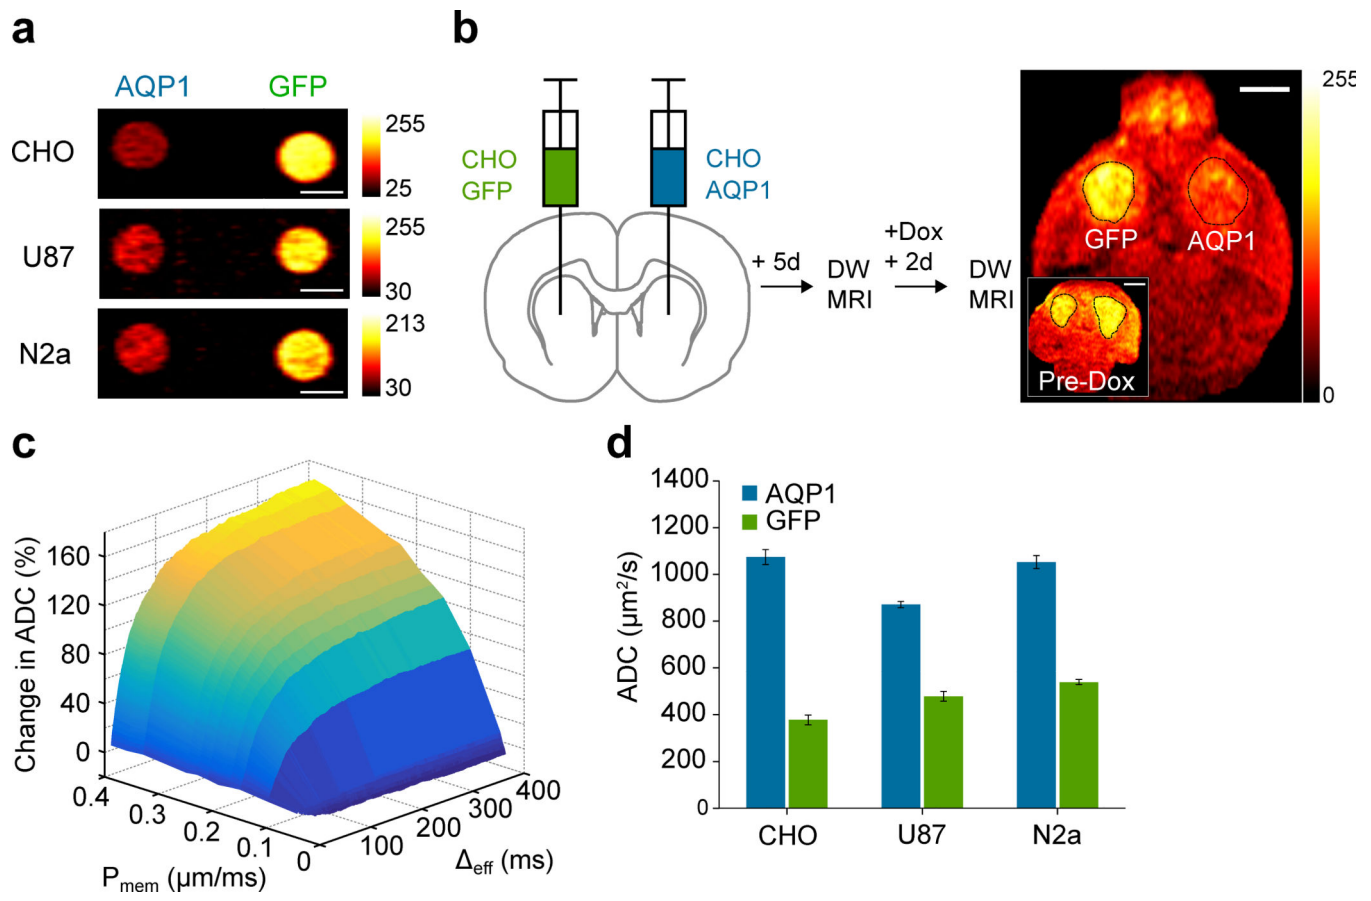 a
AQP1 GFP
CHO
255
25
U87
255
30
N2a
213
30
b
CHO
GFP
CHO
AQP1
+ 5d
DW
MRI
+Dox
+ 2d
DW
MRI
GFP
AQP1
Pre-Dox
255
0
c
Change in ADC (%)
160
120
80
40
0
0.4
0.3
0.2
0.1
0
Pmem (μm/ms)
100
200
300
400
Δeff (ms)
d
ADC (μm²/s)
1400
1200
1000
800
600
400
200
0
AQP1
GFP
CHO U87 N2a